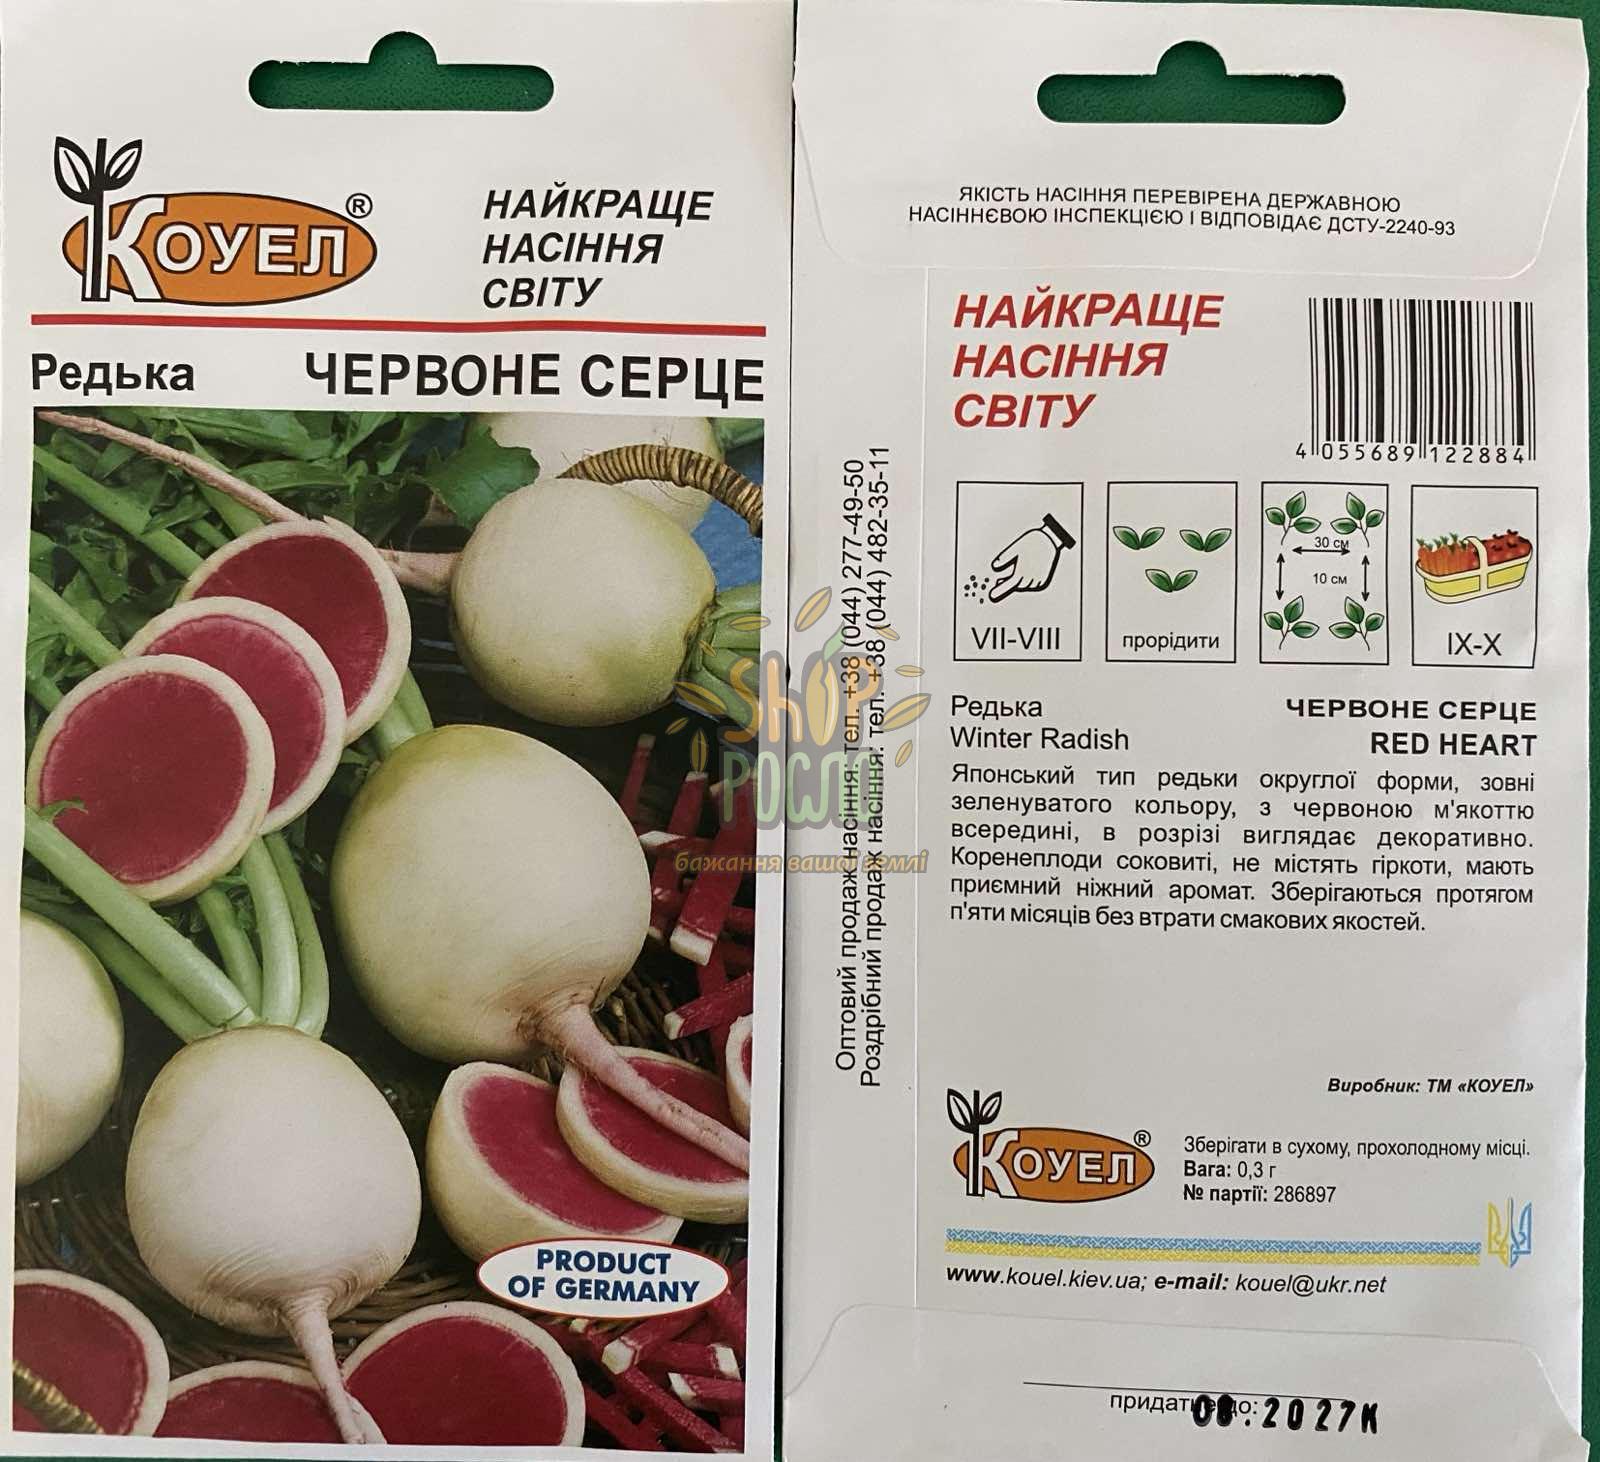 КОУЕЛ®
НАЙКРАЩЕ
НАСІННЯ
СВІТУ
Редька ЧЕРВОНЕ СЕРЦЕ
PRODUCT
OF GERMANY
ЯКІСТЬ НАСІННЯ ПЕРЕВІРЕНА ДЕРЖАВНОЮ
НАСІННЄВОЮ ІНСПЕКЦІЄЮ І ВІДПОВІДАЄ ДСТУ-2240-93
НАЙКРАЩЕ
НАСІННЯ
СВІТУ
4 055689 122884
VII-VIII
прорідити
30 см
10 см
IX-X
Редька ЧЕРВОНЕ СЕРЦЕ
Winter Radish RED HEART
Японський тип редьки округлої форми, зовні
зеленуватого кольору, з червоною м'якоттю
всередині, в розрізі виглядає декоративно.
Коренеплоди соковиті, не містять гіркоти, мають
приємний ніжний аромат. Зберігаються протягом
п'яти місяців без втрати смакових якостей.
Оптовий продаж насіння: тел. +38 (044) 277-49-50
Роздрібний продаж насіння: тел. +38 (044) 482-35-11
SHOP
РОСЛО
бажання вашої землі
Виробник: ТМ «КОУЕЛ»
КОУЕЛ®
Зберігати в сухому, прохолодному місці.
Вага: 0,3 г
№ партії: 286897
www.kouel.kiev.ua; e-mail: kouel@ukr.net
придатне до: .2027К